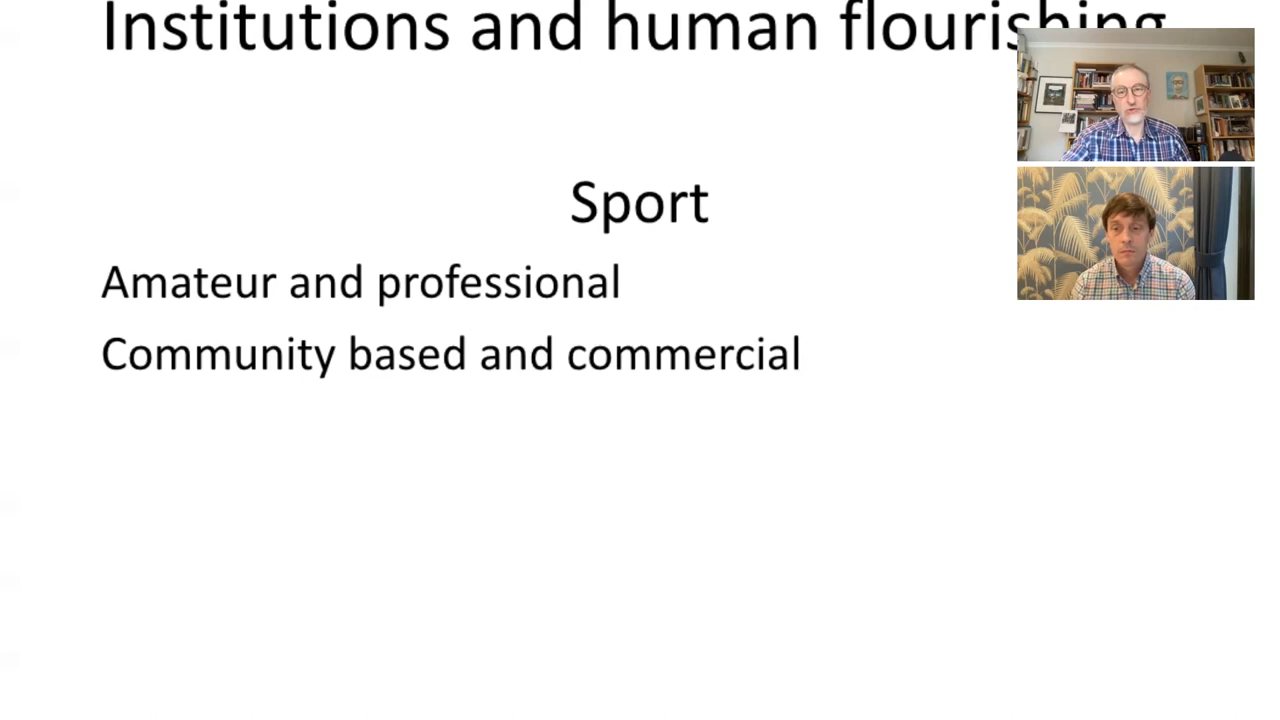 Institutions and human flourishing
Sport
Amateur and professional
Community based and commercial